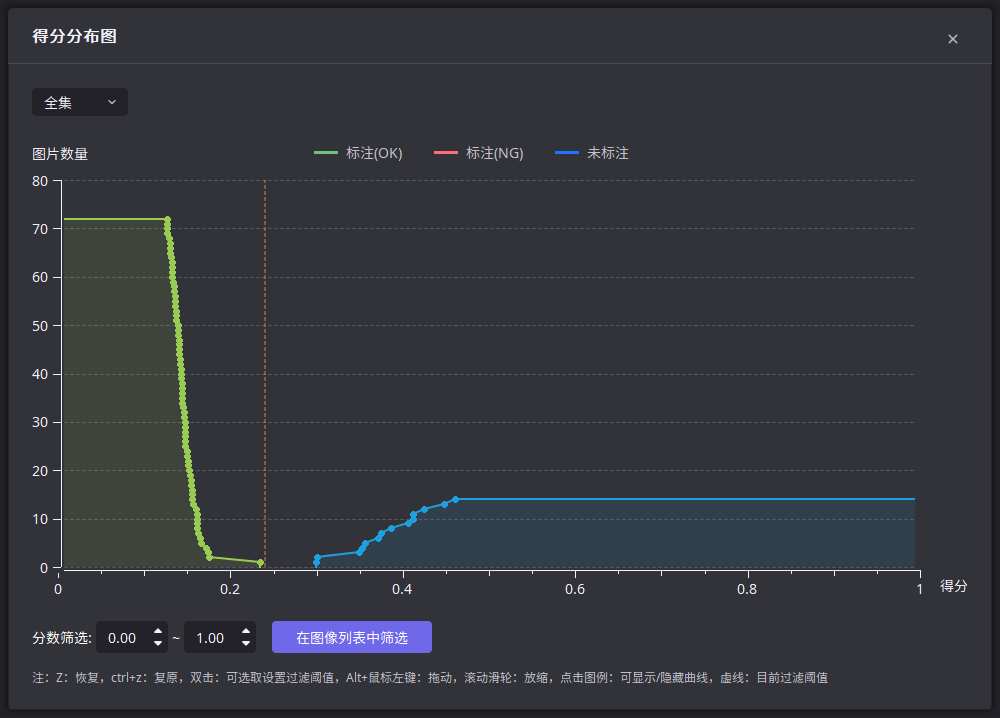 得分分布图
全集
图片数量
标注(OK) 标注(NG) 未标注
80
70
60
50
40
30
20
10
0
0 0.2 0.4 0.6 0.8 1 得分
分数筛选: 0.00 ~ 1.00 在图像列表中筛选
注：Z：恢复，ctrl+z：复原，双击：可选取设置过滤阈值，Alt+鼠标左键：拖动，滚动滑轮：放缩，点击图例：可显示/隐藏曲线，虚线：目前过滤阈值